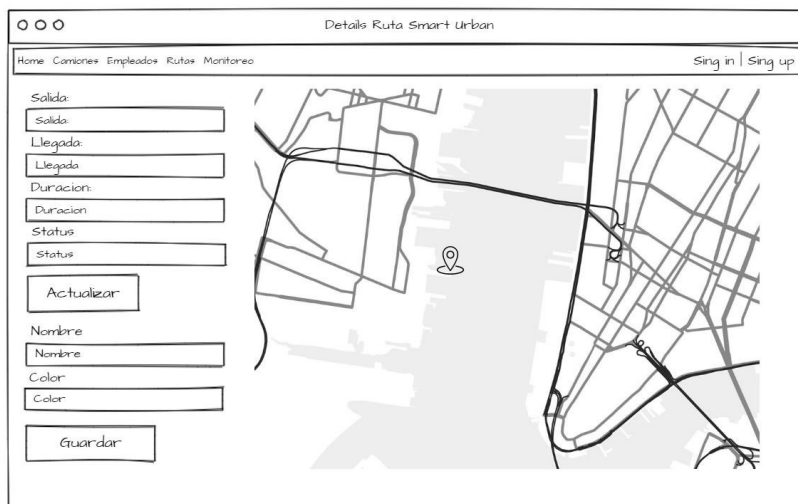 Details Ruta Smart Urban
Home Camiones Empleados Rutas Monitoreo Sing in | Sing up
Salida:
Salida:
Llegada:
Llegada
Duracion:
Duracion
Status
Status
Actualizar
Nombre
Nombre
Color
Color
Guardar